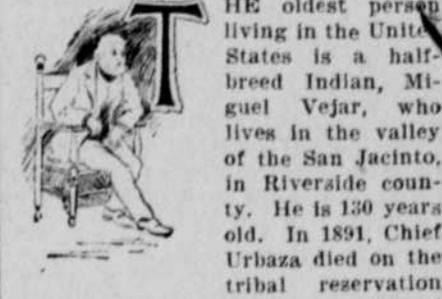 THE oldest person
living in the United
States is a half-
breed Indian, Mi-
guel Vejar, who
lives in the valley
of the San Jacinto,
in Riverside coun-
ty. He is 130 years
old. In 1891, Chief
Urbaza died on the
tribal reservation